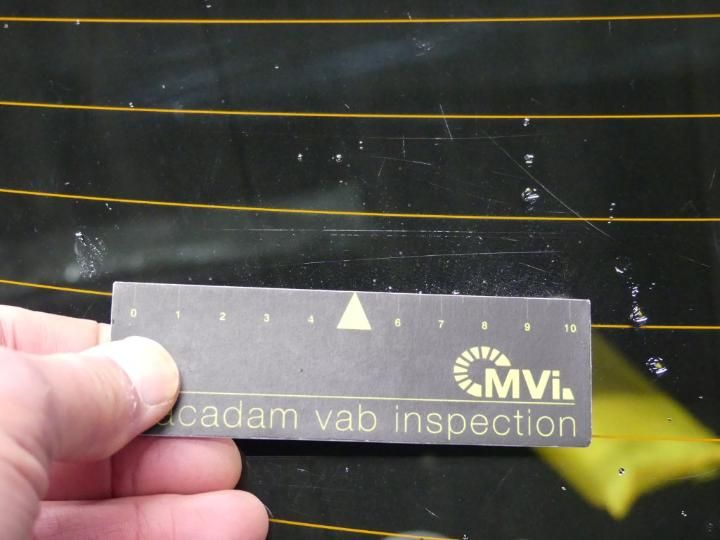 0 1 2 3 4 6 7 8 9 10
MVi
acadam vab inspection